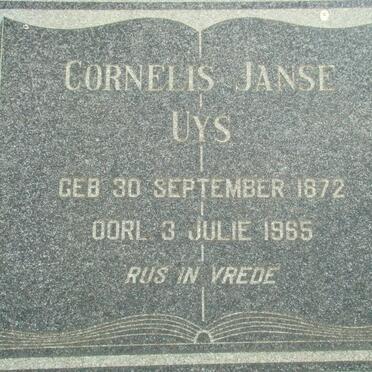 CORNELIS JANSE
UYS
GEB 30 SEPTEMBER 1872
OORL 3 JULIE 1965
RUS IN VREDE